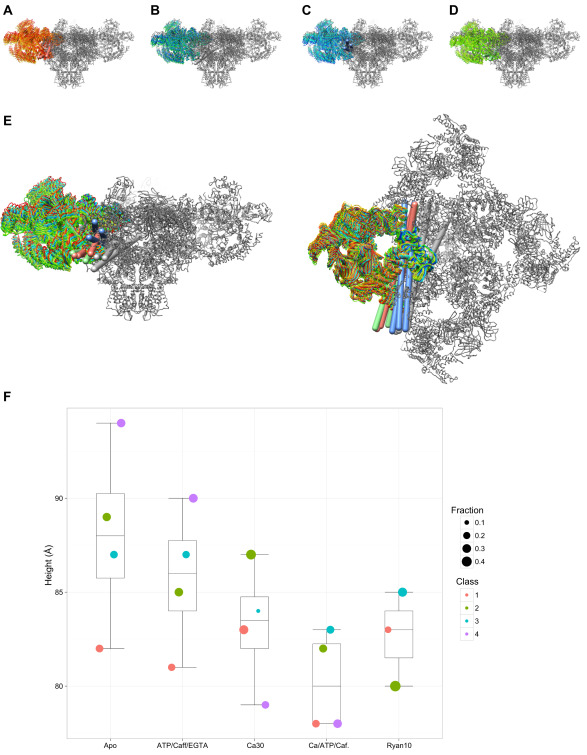 A B C D
E
F
Height (Å)
90
85
80
Apo ATP/Caff/EGTA Ca30 Ca/ATP/Caf. Ryan10
Fraction
0.1
0.2
0.3
0.4
Class
1
2
3
4